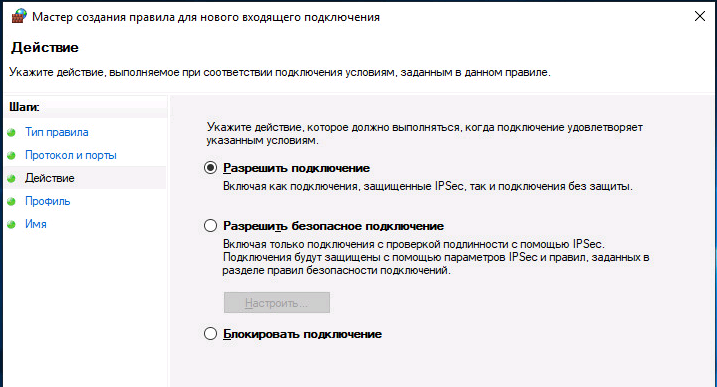 Мастер создания правила для нового входящего подключения
Действие
Укажите действие, выполняемое при соответствии подключения условиям, заданным в данном правиле.
Шаги:
Тип правила
Протокол и порты
Действие
Профиль
Имя
Укажите действие, которое должно выполняться, когда подключение удовлетворяет
указанным условиям.
Разрешить подключение
Включая как подключения, защищенные IPSec, так и подключения без защиты.
Разрешить безопасное подключение
Включая только подключения с проверкой подлинности с помощью IPSec.
Подключения будут защищены с помощью параметров IPSec и правил, заданных в
разделе правил безопасности подключений.
Настроить...
Блокировать подключение